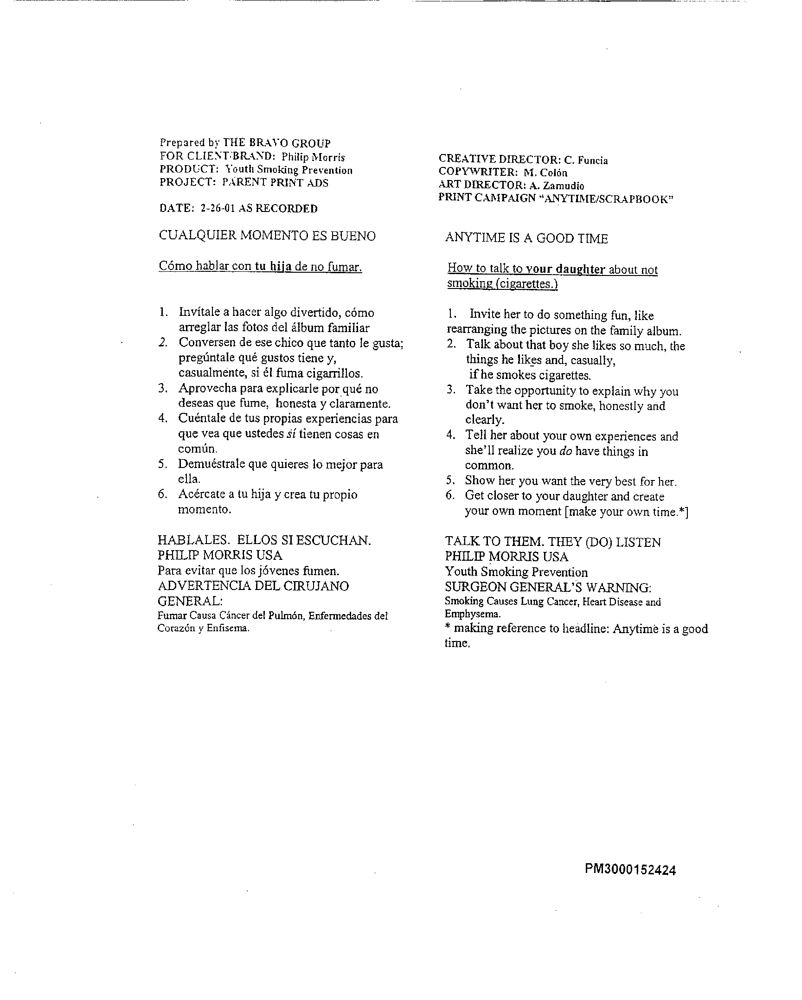 Prepared by THE BRAVO GROUP
FOR CLIENT/BRAND: Philip Morris
PRODUCT: Youth Smoking Prevention
PROJECT: PARENT PRINT ADS
DATE: 2-26-01 AS RECORDED
CUALQUIER MOMENTO ES BUENO
Cómo hablar con tu hija de no fumar.
1. Invítale a hacer algo divertido, cómo
arreglar las fotos del álbum familiar
2. Conversen de ese chico que tanto le gusta;
pregúntale qué gustos tiene y,
casualmente, si él fuma cigarrillos.
3. Aprovecha para explicarle por qué no
deseas que fume, honesta y claramente.
4. Cuéntale de tus propias experiencias para
que vea que ustedes sí tienen cosas en
común.
5. Demuéstrale que quieres lo mejor para
ella.
6. Acércate a tu hija y crea tu propio
momento.
HABLALES. ELLOS SI ESCUCHAN.
PHILIP MORRIS USA
Para evitar que los jóvenes fumen.
ADVERTENCIA DEL CIRUJANO
GENERAL:
Fumar Causa Cáncer del Pulmón, Enfermedades del
Corazón y Enfisema.
CREATIVE DIRECTOR: C. Funcia
COPYWRITER: M. Colón
ART DIRECTOR: A. Zamudio
PRINT CAMPAIGN “ANYTIME/SCRAPBOOK”
ANYTIME IS A GOOD TIME
How to talk to your daughter about not
smoking (cigarettes.)
1. Invite her to do something fun, like
rearranging the pictures on the family album.
2. Talk about that boy she likes so much, the
things he likes and, casually,
if he smokes cigarettes.
3. Take the opportunity to explain why you
don't want her to smoke, honestly and
clearly.
4. Tell her about your own experiences and
she'll realize you do have things in
common.
5. Show her you want the very best for her.
6. Get closer to your daughter and create
your own moment [make your own time.*]
TALK TO THEM. THEY (DO) LISTEN
PHILIP MORRIS USA
Youth Smoking Prevention
SURGEON GENERAL'S WARNING:
Smoking Causes Lung Cancer, Heart Disease and
Emphysema.
* making reference to headline: Anytime is a good
time.
PM3000152424